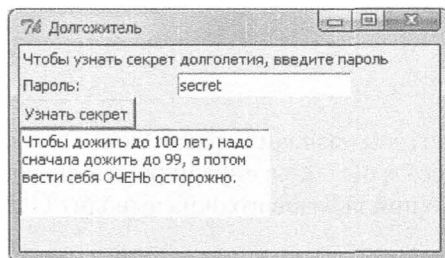 Долгожитель
Чтобы узнать секрет долголетия, введите пароль
Пароль: secret
Узнать секрет
Чтобы дожить до 100 лет, надо
сначала дожить до 99, а потом
вести себя ОЧЕНЬ осторожно.